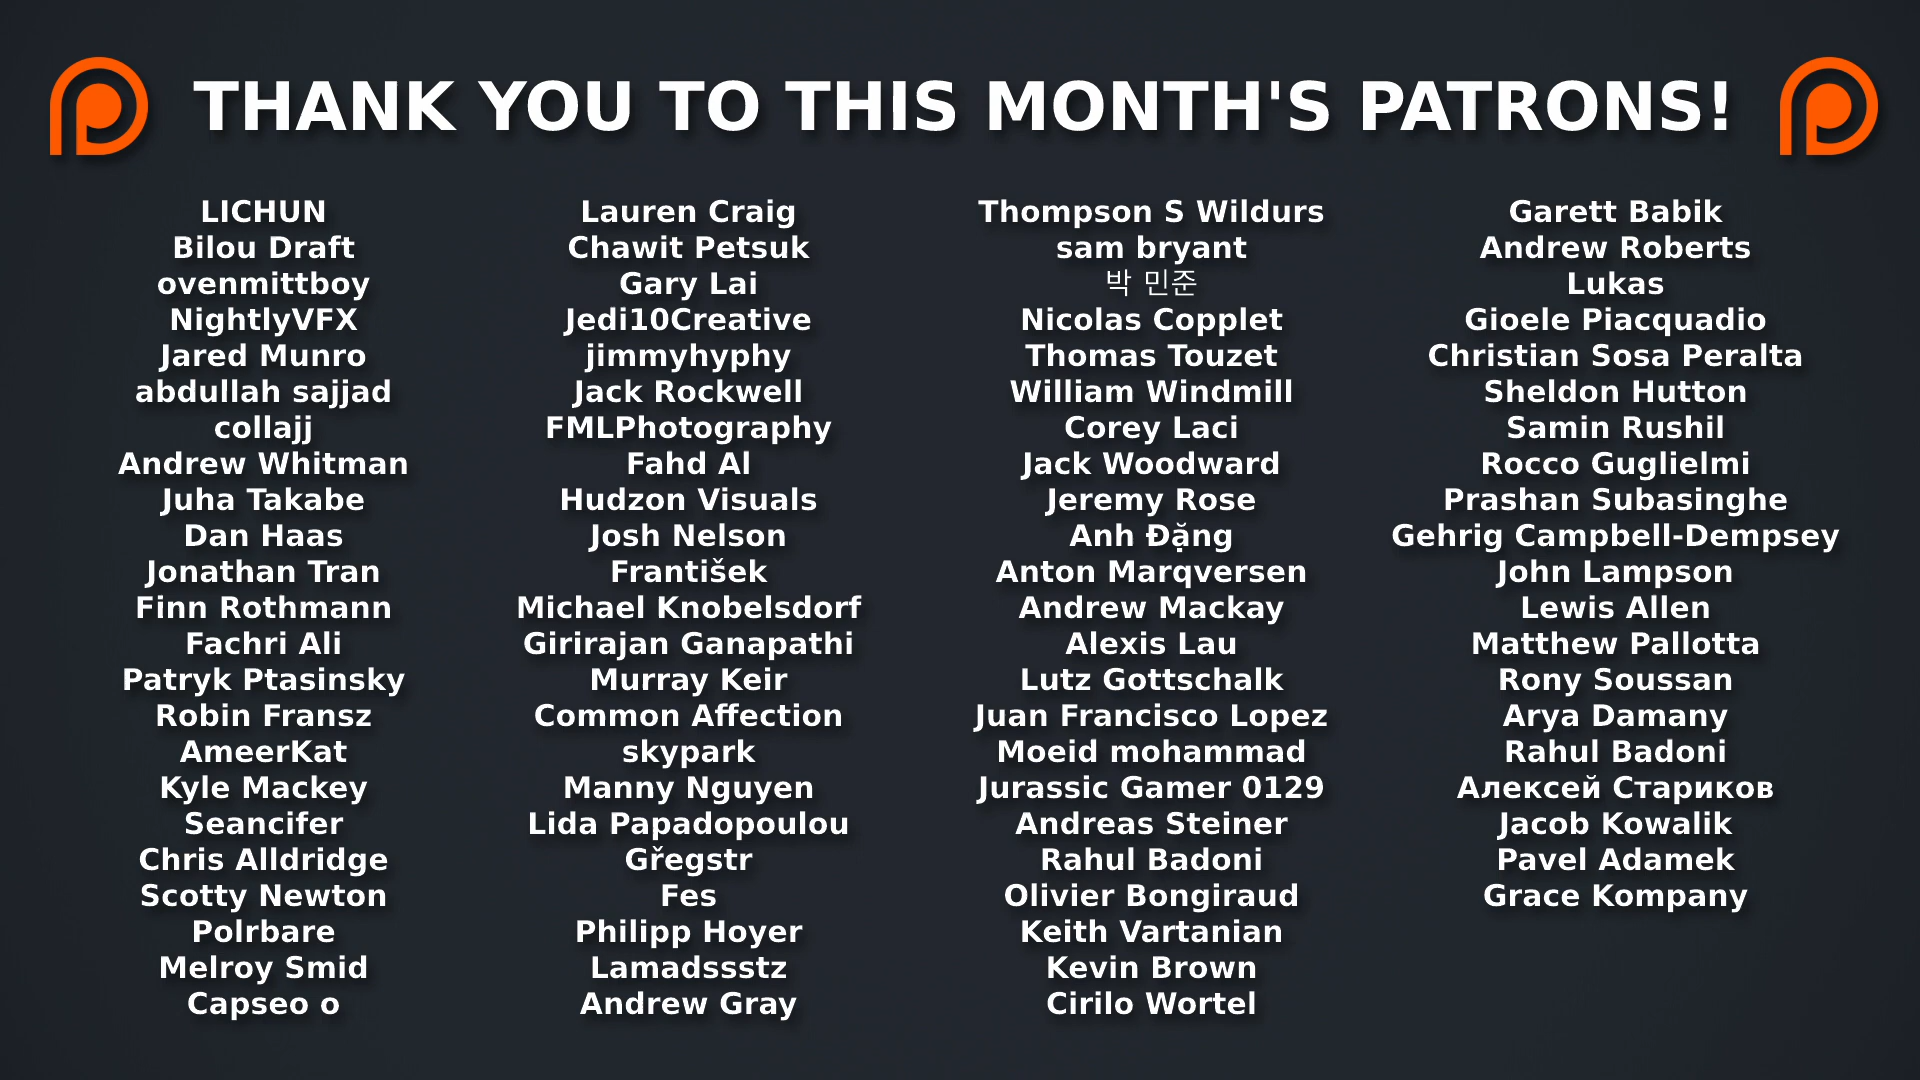 THANK YOU TO THIS MONTH'S PATRONS!
LICHUN
Bilou Draft
ovenmittboy
NightlyVFX
Jared Munro
abdullah sajjad
collajj
Andrew Whitman
Juha Takabe
Dan Haas
Jonathan Tran
Finn Rothmann
Fachri Ali
Patryk Ptasinsky
Robin Fransz
AmeerKat
Kyle Mackey
Seancifer
Chris Alldridge
Scotty Newton
Polrbare
Melroy Smid
Capseo o
Lauren Craig
Chawit Petsuk
Gary Lai
Jedi10Creative
jimmyhyphy
Jack Rockwell
FMLPhotography
Fahd Al
Hudzon Visuals
Josh Nelson
František
Michael Knobelsdorf
Girirajan Ganapathi
Murray Keir
Common Affection
skypark
Manny Nguyen
Lida Papadopoulou
Gřegstr
Fes
Philipp Hoyer
Lamadssstz
Andrew Gray
Thompson S Wildurs
sam bryant
박 민준
Nicolas Copplet
Thomas Touzet
William Windmill
Corey Laci
Jack Woodward
Jeremy Rose
Anh Đặng
Anton Marqversen
Andrew Mackay
Alexis Lau
Lutz Gottschalk
Juan Francisco Lopez
Moeid mohammad
Jurassic Gamer 0129
Andreas Steiner
Rahul Badoni
Olivier Bongiraud
Keith Vartanian
Kevin Brown
Cirilo Wortel
Garett Babik
Andrew Roberts
Lukas
Gioele Piacquadio
Christian Sosa Peralta
Sheldon Hutton
Samin Rushil
Rocco Guglielmi
Prashan Subasinghe
Gehrig Campbell-Dempsey
John Lampson
Lewis Allen
Matthew Pallotta
Rony Soussan
Arya Damany
Rahul Badoni
Алексей Стариков
Jacob Kowalik
Pavel Adamek
Grace Kompany